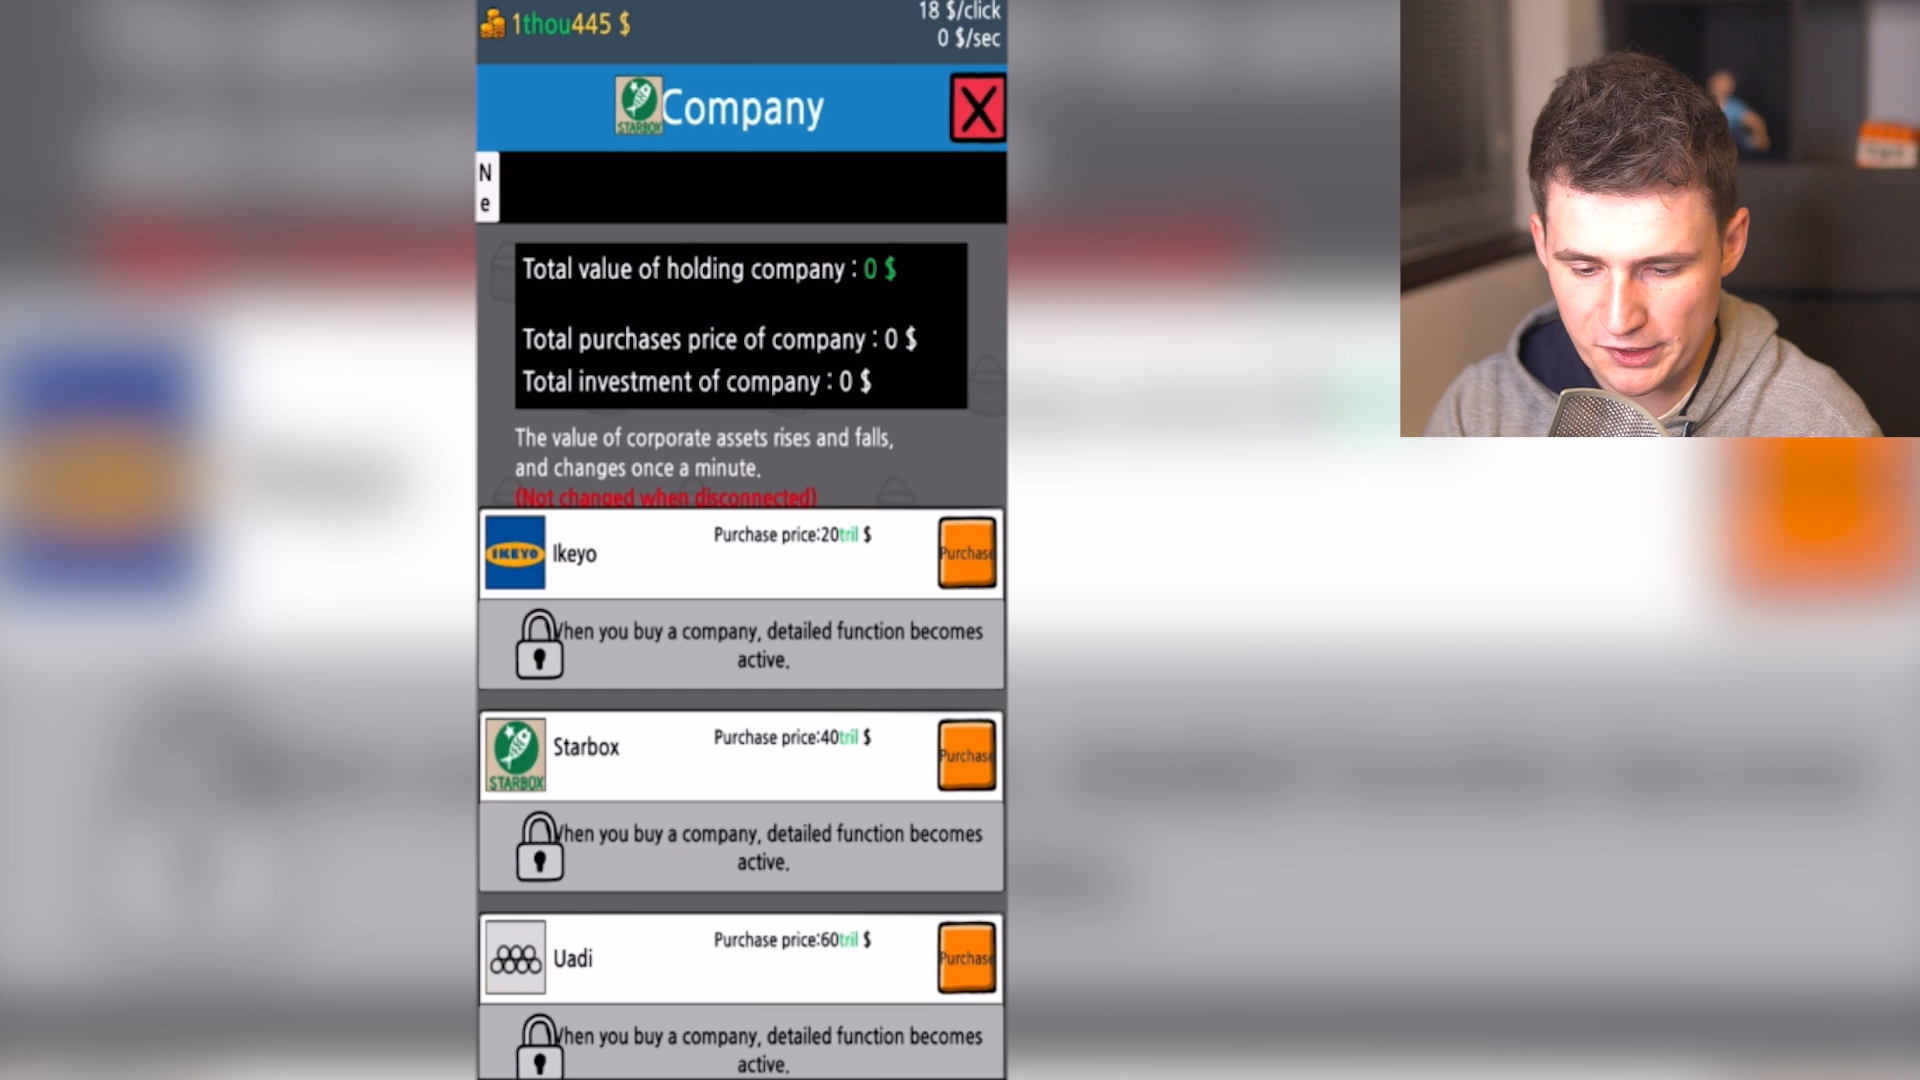 1thou445 $
18 $/click
0 $/sec
STARBOX
Company
N
e
Total value of holding company : 0 $
Total purchases price of company : 0 $
Total investment of company : 0 $
The value of corporate assets rises and falls,
and changes once a minute.
(Not changed when disconnected)
IKEYO
Ikeyo
Purchase price:20tril $
Purchase
When you buy a company, detailed function becomes
active.
STARBOX
Starbox
Purchase price:40tril $
Purchase
When you buy a company, detailed function becomes
active.
Uadi
Purchase price:60tril $
Purchase
When you buy a company, detailed function becomes
active.